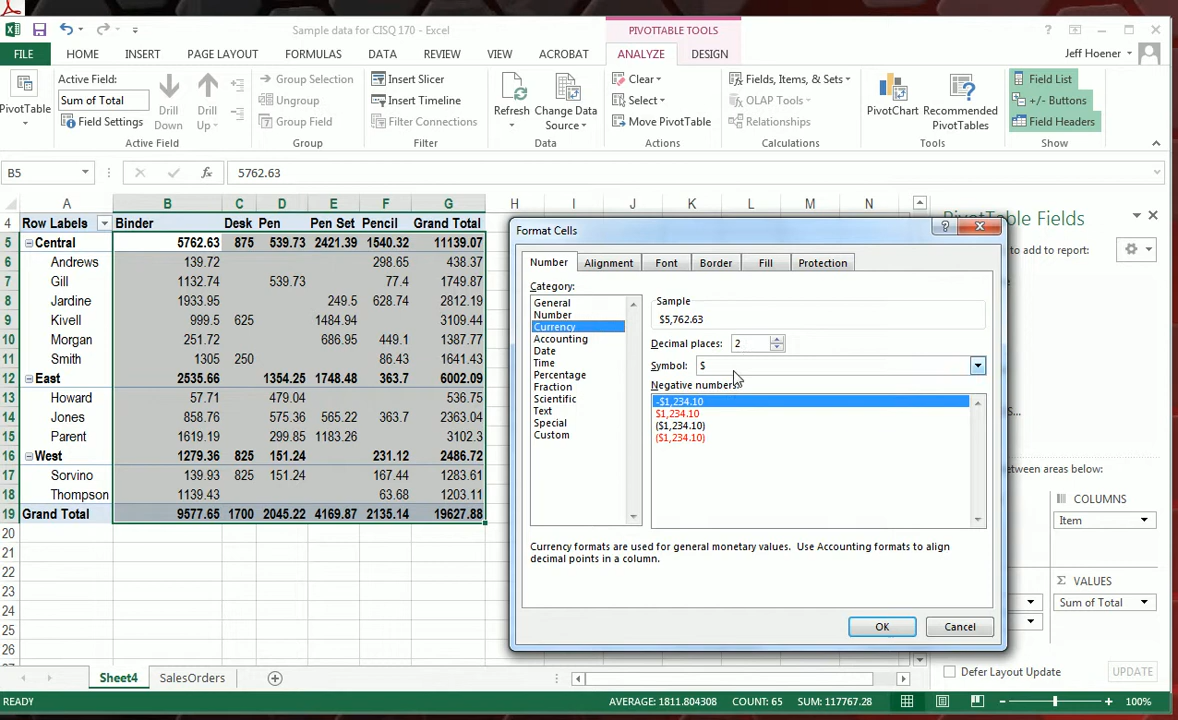 Sample data for CISQ 170 - Excel
PIVOTTABLE TOOLS
?
FILE HOME INSERT PAGE LAYOUT FORMULAS DATA REVIEW VIEW ACROBAT ANALYZE DESIGN
Jeff Hoener
PivotTable
Active Field:
Sum of Total
Field Settings
Drill Down
Drill Up
Active Field
Group Selection
Ungroup
Group Field
Group
Insert Slicer
Insert Timeline
Filter Connections
Filter
Refresh
Change Data Source
Data
Clear
Select
Move PivotTable
Actions
Fields, Items, & Sets
OLAP Tools
Relationships
Calculations
PivotChart
Recommended PivotTables
Tools
Field List
+/- Buttons
Field Headers
Show
B5 fx 5762.63
A B C D E F G H I J K L M N
4 Row Labels Binder Desk Pen Pen Set Pencil Grand Total
5 Central 5762.63 875 539.73 2421.39 1540.32 11139.07
6 Andrews 139.72 298.65 438.37
7 Gill 1132.74 539.73 77.4 1749.87
8 Jardine 1933.95 249.5 628.74 2812.19
9 Kivell 999.5 625 1484.94 3109.44
10 Morgan 251.72 686.95 449.1 1387.77
11 Smith 1305 250 86.43 1641.43
12 East 2535.66 1354.25 1748.48 363.7 6002.09
13 Howard 57.71 479.04 536.75
14 Jones 858.76 575.36 565.22 363.7 2363.04
15 Parent 1619.19 299.85 1183.26 3102.3
16 West 1279.36 825 151.24 231.12 2486.72
17 Sorvino 139.93 825 151.24 167.44 1283.61
18 Thompson 1139.43 63.68 1203.11
19 Grand Total 9577.65 1700 2045.22 4169.87 2135.14 19627.88
20
21
22
23
24
25
26
Format Cells
?
Number Alignment Font Border Fill Protection
Category:
General
Number
Currency
Accounting
Date
Time
Percentage
Fraction
Scientific
Text
Special
Custom
Sample
$5,762.63
Decimal places: 2
Symbol: $
Negative numbers:
-$1,234.10
$1,234.10
($1,234.10)
($1,234.10)
Currency formats are used for general monetary values. Use Accounting formats to align
decimal points in a column.
OK Cancel
PivotTable Fields
to add to report:
...
between areas below:
COLUMNS
Item
Σ VALUES
Sum of Total
Defer Layout Update UPDATE
Sheet4 SalesOrders
READY AVERAGE: 1811.804308 COUNT: 65 SUM: 117767.28 100%